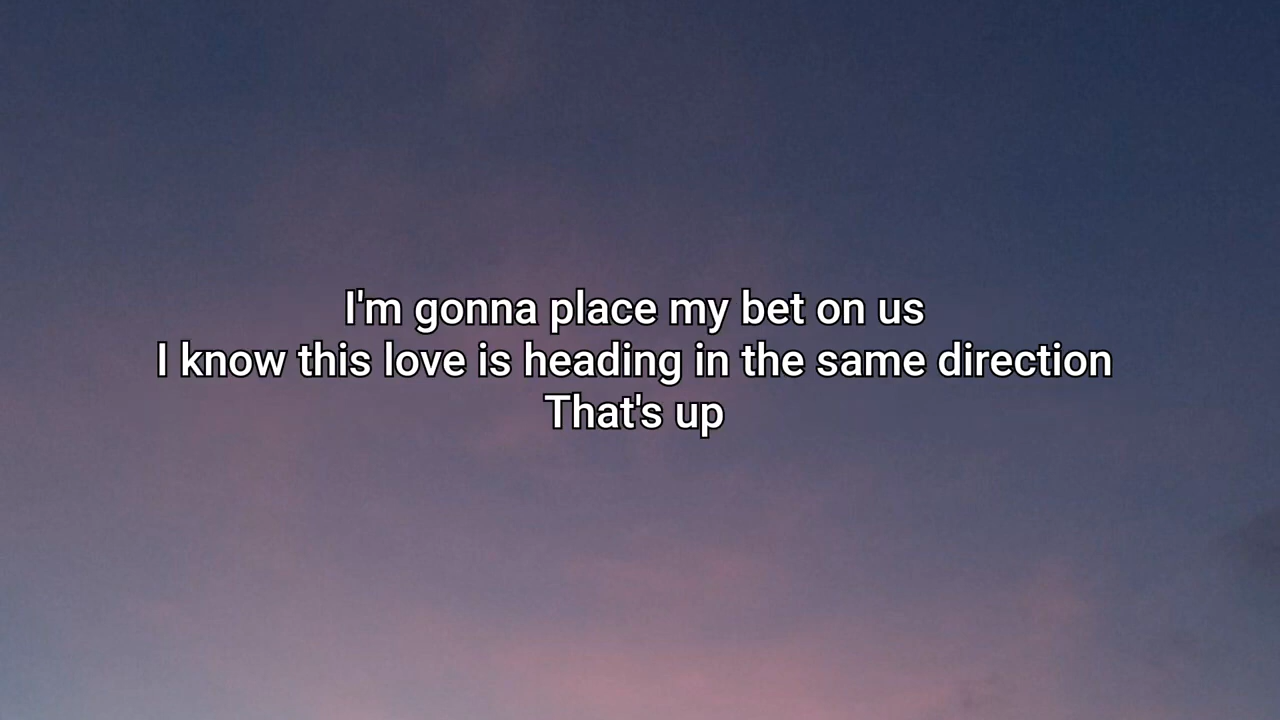 I'm gonna place my bet on us
I know this love is heading in the same direction
That's up